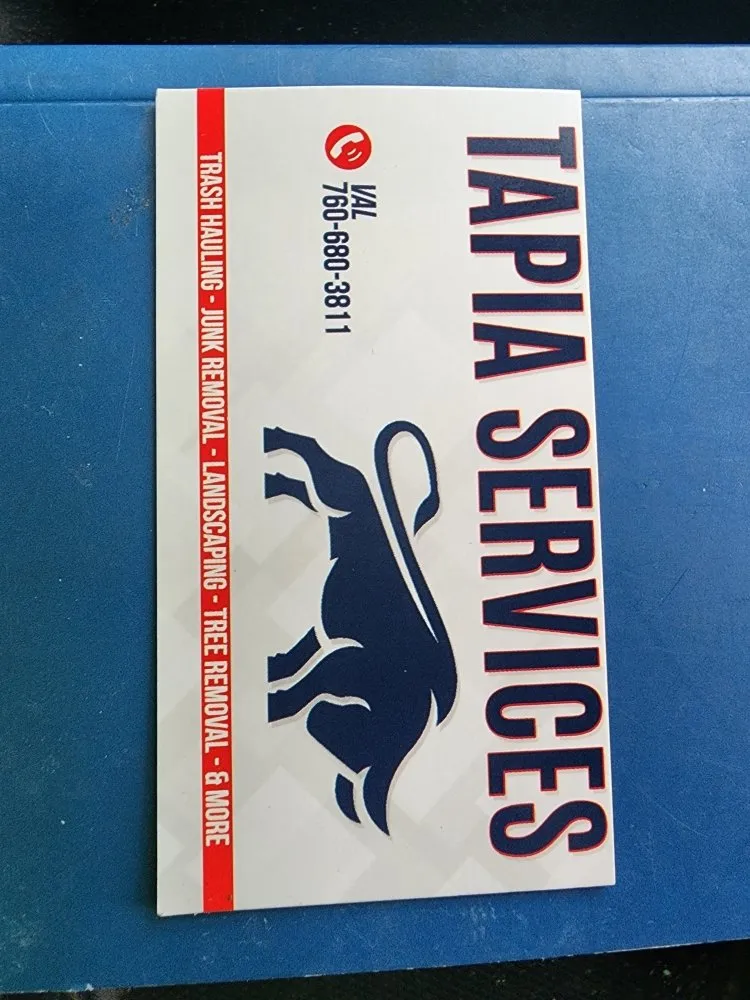 TAPIA SERVICES
VAL
760-680-3811
TRASH HAULING - JUNK REMOVAL - LANDSCAPING - TREE REMOVAL - & MORE